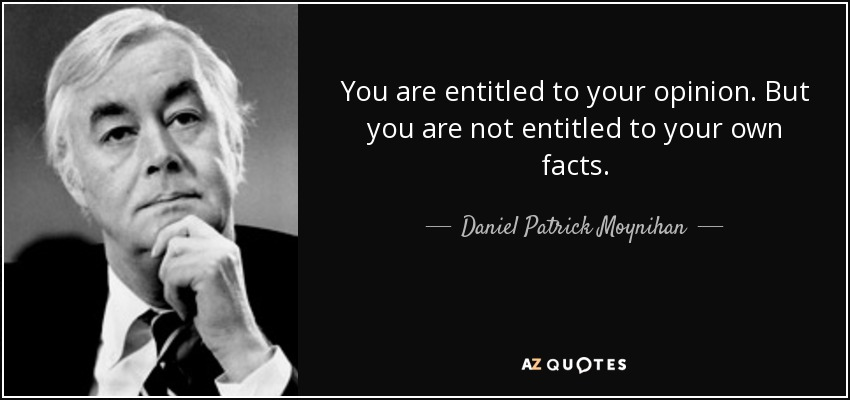 You are entitled to your opinion. But
you are not entitled to your own
facts.
Daniel Patrick Moynihan
AZ QUOTES